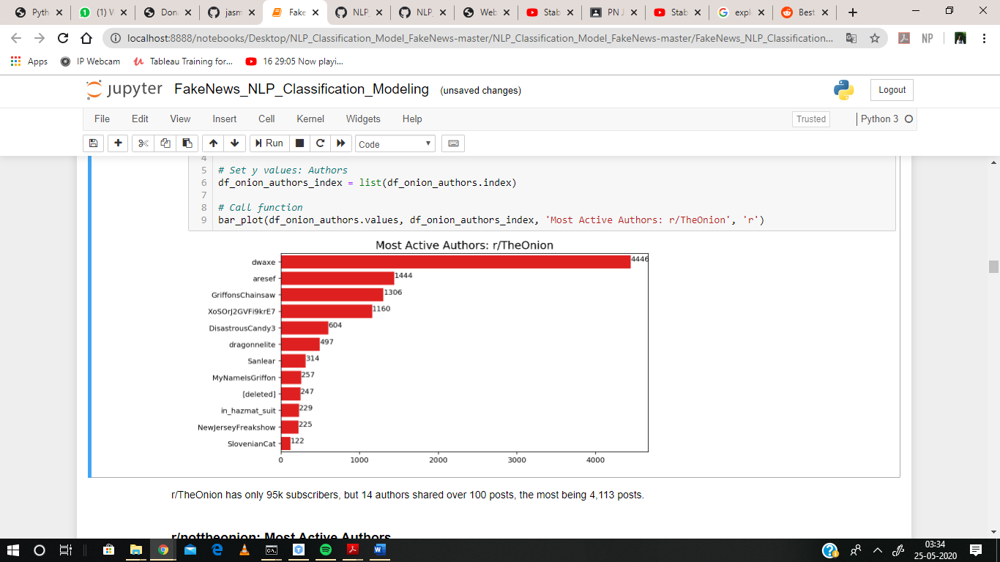 Pyth
(1) W
Don
jasm
Fake
NLP_
NLP_
Web
Stab
PN J
Stab
expl
Best
localhost:8888/notebooks/Desktop/NLP_Classification_Model_FakeNews-master/NLP_Classification_Model_FakeNews-master/FakeNews_NLP_Classification...
NP
Apps
IP Webcam
Tableau Training for...
16 29:05 Now playi...
jupyter FakeNews_NLP_Classification_Modeling (unsaved changes)
Logout
File Edit View Insert Cell Kernel Widgets Help
Trusted
Python 3
Run
Code
4
5 # Set y values: Authors
6 df_onion_authors_index = list(df_onion_authors.index)
7
8 # Call function
9 bar_plot(df_onion_authors.values, df_onion_authors_index, 'Most Active Authors: r/TheOnion', 'r')
Most Active Authors: r/TheOnion
dwaxe 4446
aresef 1444
GriffonsChainsaw 1306
XoSOrJ2GVFi9krE7 1160
DisastrousCandy3 604
dragonnelite 497
Sanlear 314
MyNameIsGriffon 257
[deleted] 247
in_hazmat_suit 229
NewJerseyFreakshow 225
SlovenianCat 122
0 1000 2000 3000 4000
r/TheOnion has only 95k subscribers, but 14 authors shared over 100 posts, the most being 4,113 posts.
r/nottheonion: Most Active Authors
03:34
25-05-2020